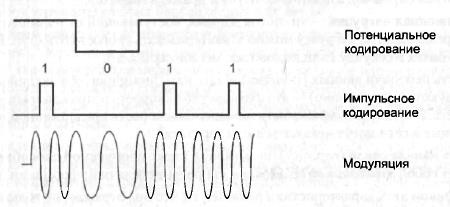 Потенциальное
кодирование
1 0 1 1
Импульсное
кодирование
Модуляция